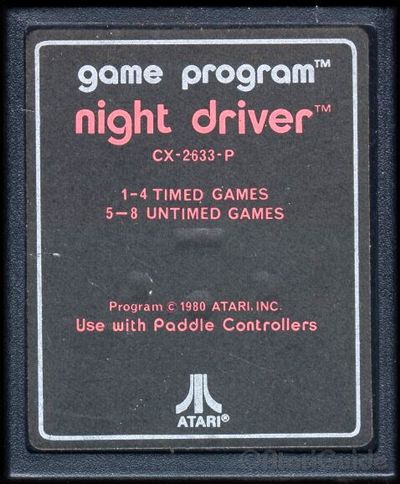 game program™
night driver™
CX-2633-P
1-4 TIMED GAMES
5-8 UNTIMED GAMES
Program © 1980 ATARI, INC.
Use with Paddle Controllers
ATARI®
©AtariGuide